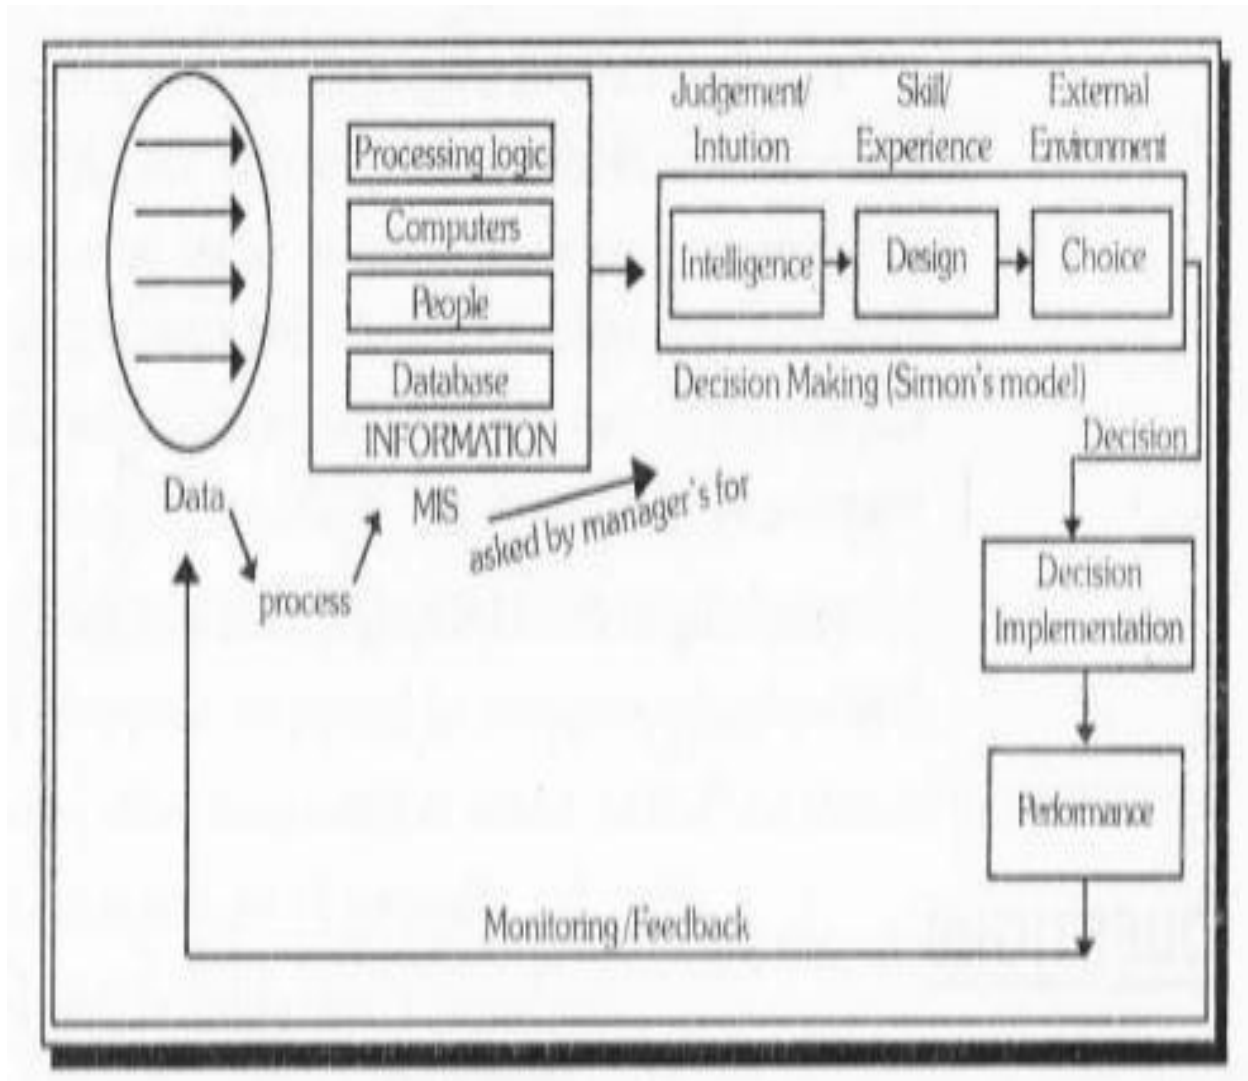 Judgement/
Intution
Skill/
Experience
External
Environment
Processing logic
Computers
People
Database
INFORMATION
Intelligence
Design
Choice
Decision Making (Simon's model)
Decision
Data
process
MIS
asked by manager's for
Decision
Implementation
Performance
Monitoring/Feedback